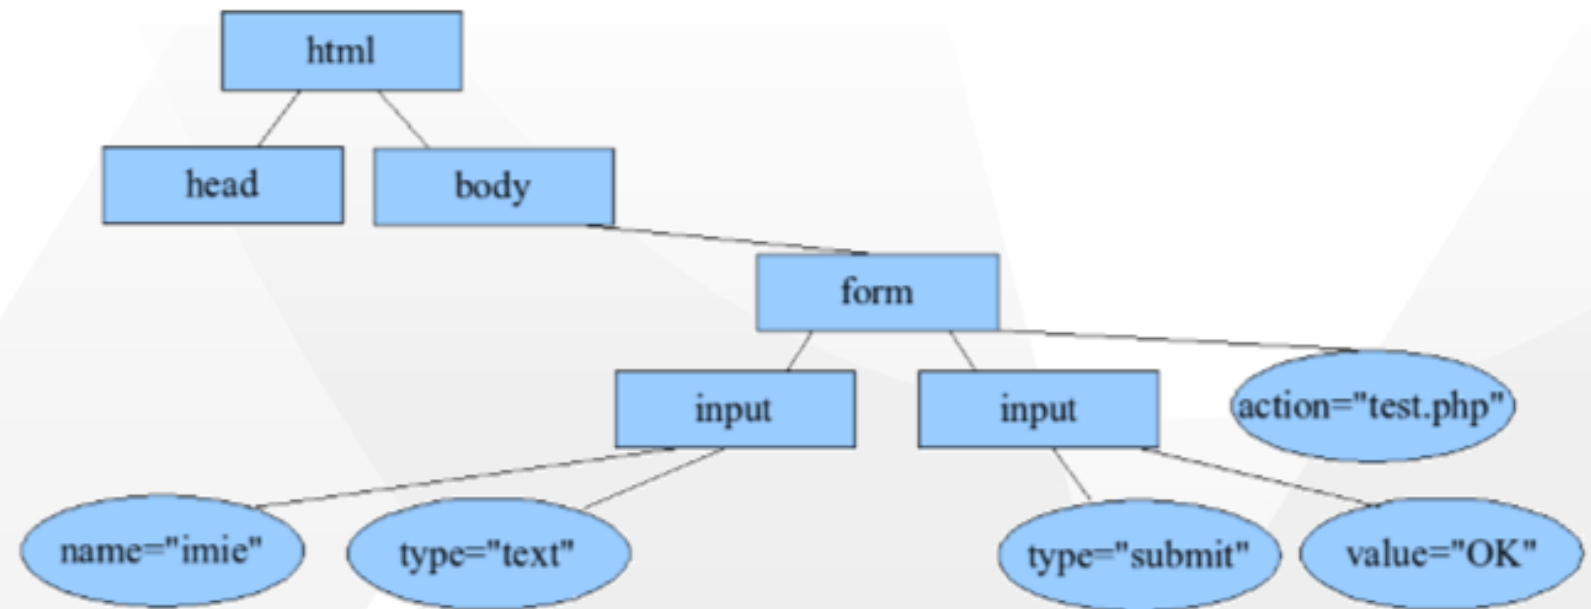 html
head
body
form
input
input
action="test.php"
name="imie"
type="text"
type="submit"
value="OK"